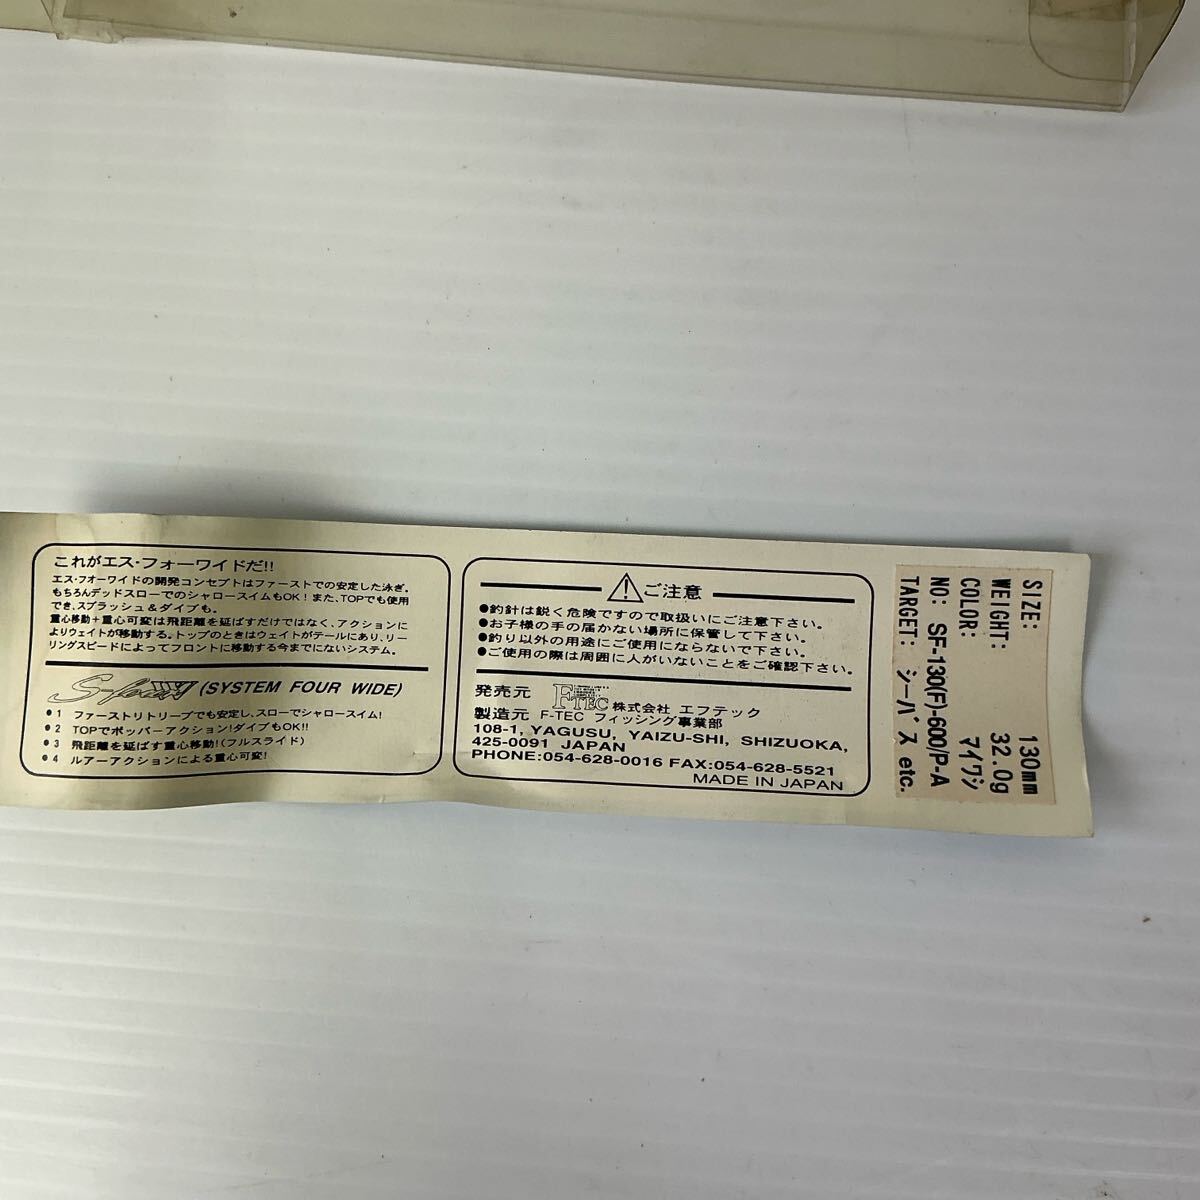 これがエス・フォーワイドだ!!
エス・フオーワイドの開発コンセプトはファーストでの安定した泳ぎ。
もちろんデッドスローでのシャロースイムもOK！また、TOPでも使用
でき、スプラッシュ＆ダイブも。
重心移動＋重心可変は飛距離を延ばすだけではなく、アクションに
よりウェイトが移動する。トップのときはウェイトがテールにあり、リー
リングスピードによってフロントに移動する今までにないシステム。
S-four W (SYSTEM FOUR WIDE)
●1 ファーストリトリーブでも安定し、スローでシャロースイム!
●2 TOPでポッパーアクション!ダイブもOK!!
●3 飛距離を延ばす重心移動!(フルスライド)
●4 ルアーアクションによる重心可変!
ご注意
●釣針は鋭く危険ですので取扱いにご注意下さい。
●お子様の手の届かない場所に保管して下さい。
●釣り以外の用途にご使用にならないで下さい。
●ご使用の際は周囲に人がいないことをご確認下さい。
発売元 F-TEC 株式会社 エフテック
製造元 F-TEC フィッシング事業部
108-1, YAGUSU, YAIZU-SHI, SHIZUOKA,
425-0091 JAPAN
PHONE:054-628-0016 FAX:054-628-5521
MADE IN JAPAN
SIZE: 130mm
WEIGHT: 32.0g
COLOR: マイワシ
NO: SF-130(F)-600/P-A
TARGET: シーバス etc.